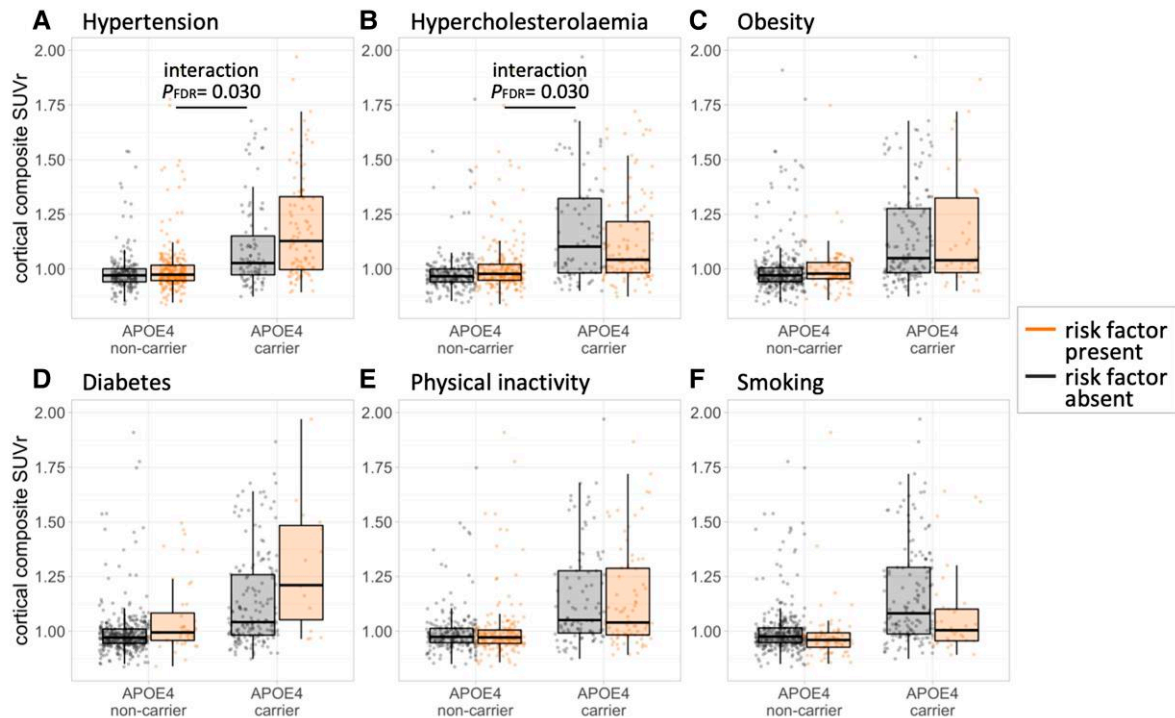 A Hypertension
B Hypercholesterolaemia
C Obesity
cortical composite SUVr
2.00
1.75
1.50
1.25
1.00
interaction
PFDR= 0.030
interaction
PFDR= 0.030
APOE4
non-carrier
APOE4
carrier
APOE4
non-carrier
APOE4
carrier
APOE4
non-carrier
APOE4
carrier
risk factor
present
risk factor
absent
D Diabetes
E Physical inactivity
F Smoking
cortical composite SUVr
2.00
1.75
1.50
1.25
1.00
APOE4
non-carrier
APOE4
carrier
APOE4
non-carrier
APOE4
carrier
APOE4
non-carrier
APOE4
carrier